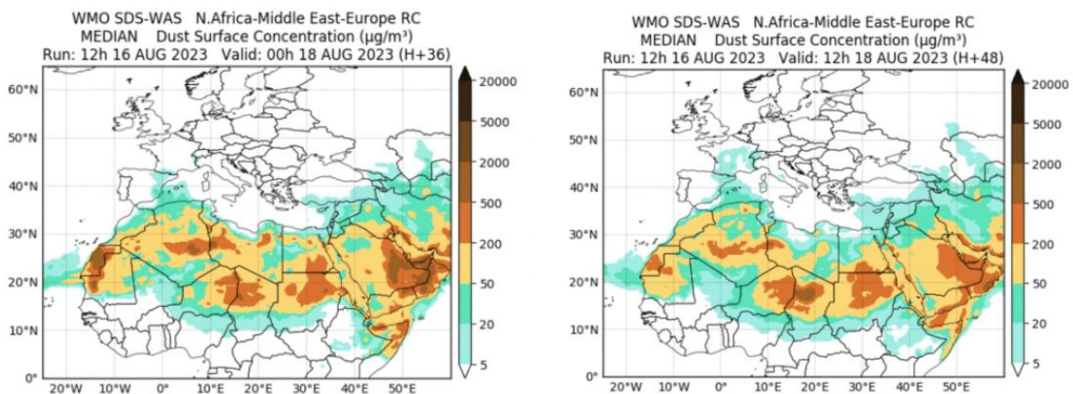 WMO SDS-WAS N.Africa-Middle East-Europe RC
MEDIAN Dust Surface Concentration (µg/m³)
Run: 12h 16 AUG 2023 Valid: 00h 18 AUG 2023 (H+36)
60°N
50°N
40°N
30°N
20°N
10°N
0°
20°W
10°W
0°
10°E
20°E
30°E
40°E
50°E
20000
5000
2000
500
200
50
20
5
WMO SDS-WAS N.Africa-Middle East-Europe RC
MEDIAN Dust Surface Concentration (µg/m³)
Run: 12h 16 AUG 2023 Valid: 12h 18 AUG 2023 (H+48)
60°N
50°N
40°N
30°N
20°N
10°N
0°
20°W
10°W
0°
10°E
20°E
30°E
40°E
50°E
20000
5000
2000
500
200
50
20
5